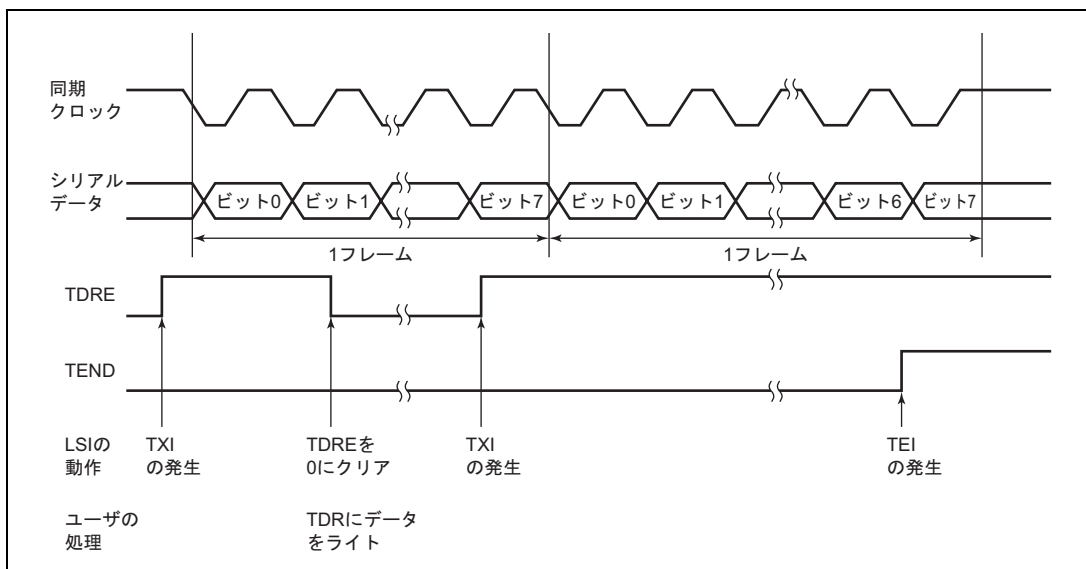 同期
クロック
シリアル
データ
ビット0
ビット1
ビット7
ビット0
ビット1
ビット6
ビット7
1フレーム
1フレーム
TDRE
TEND
LSIの
動作
TXI
の発生
TDREを
0にクリア
TXI
の発生
TEI
の発生
ユーザの
処理
TDRにデータ
をライト